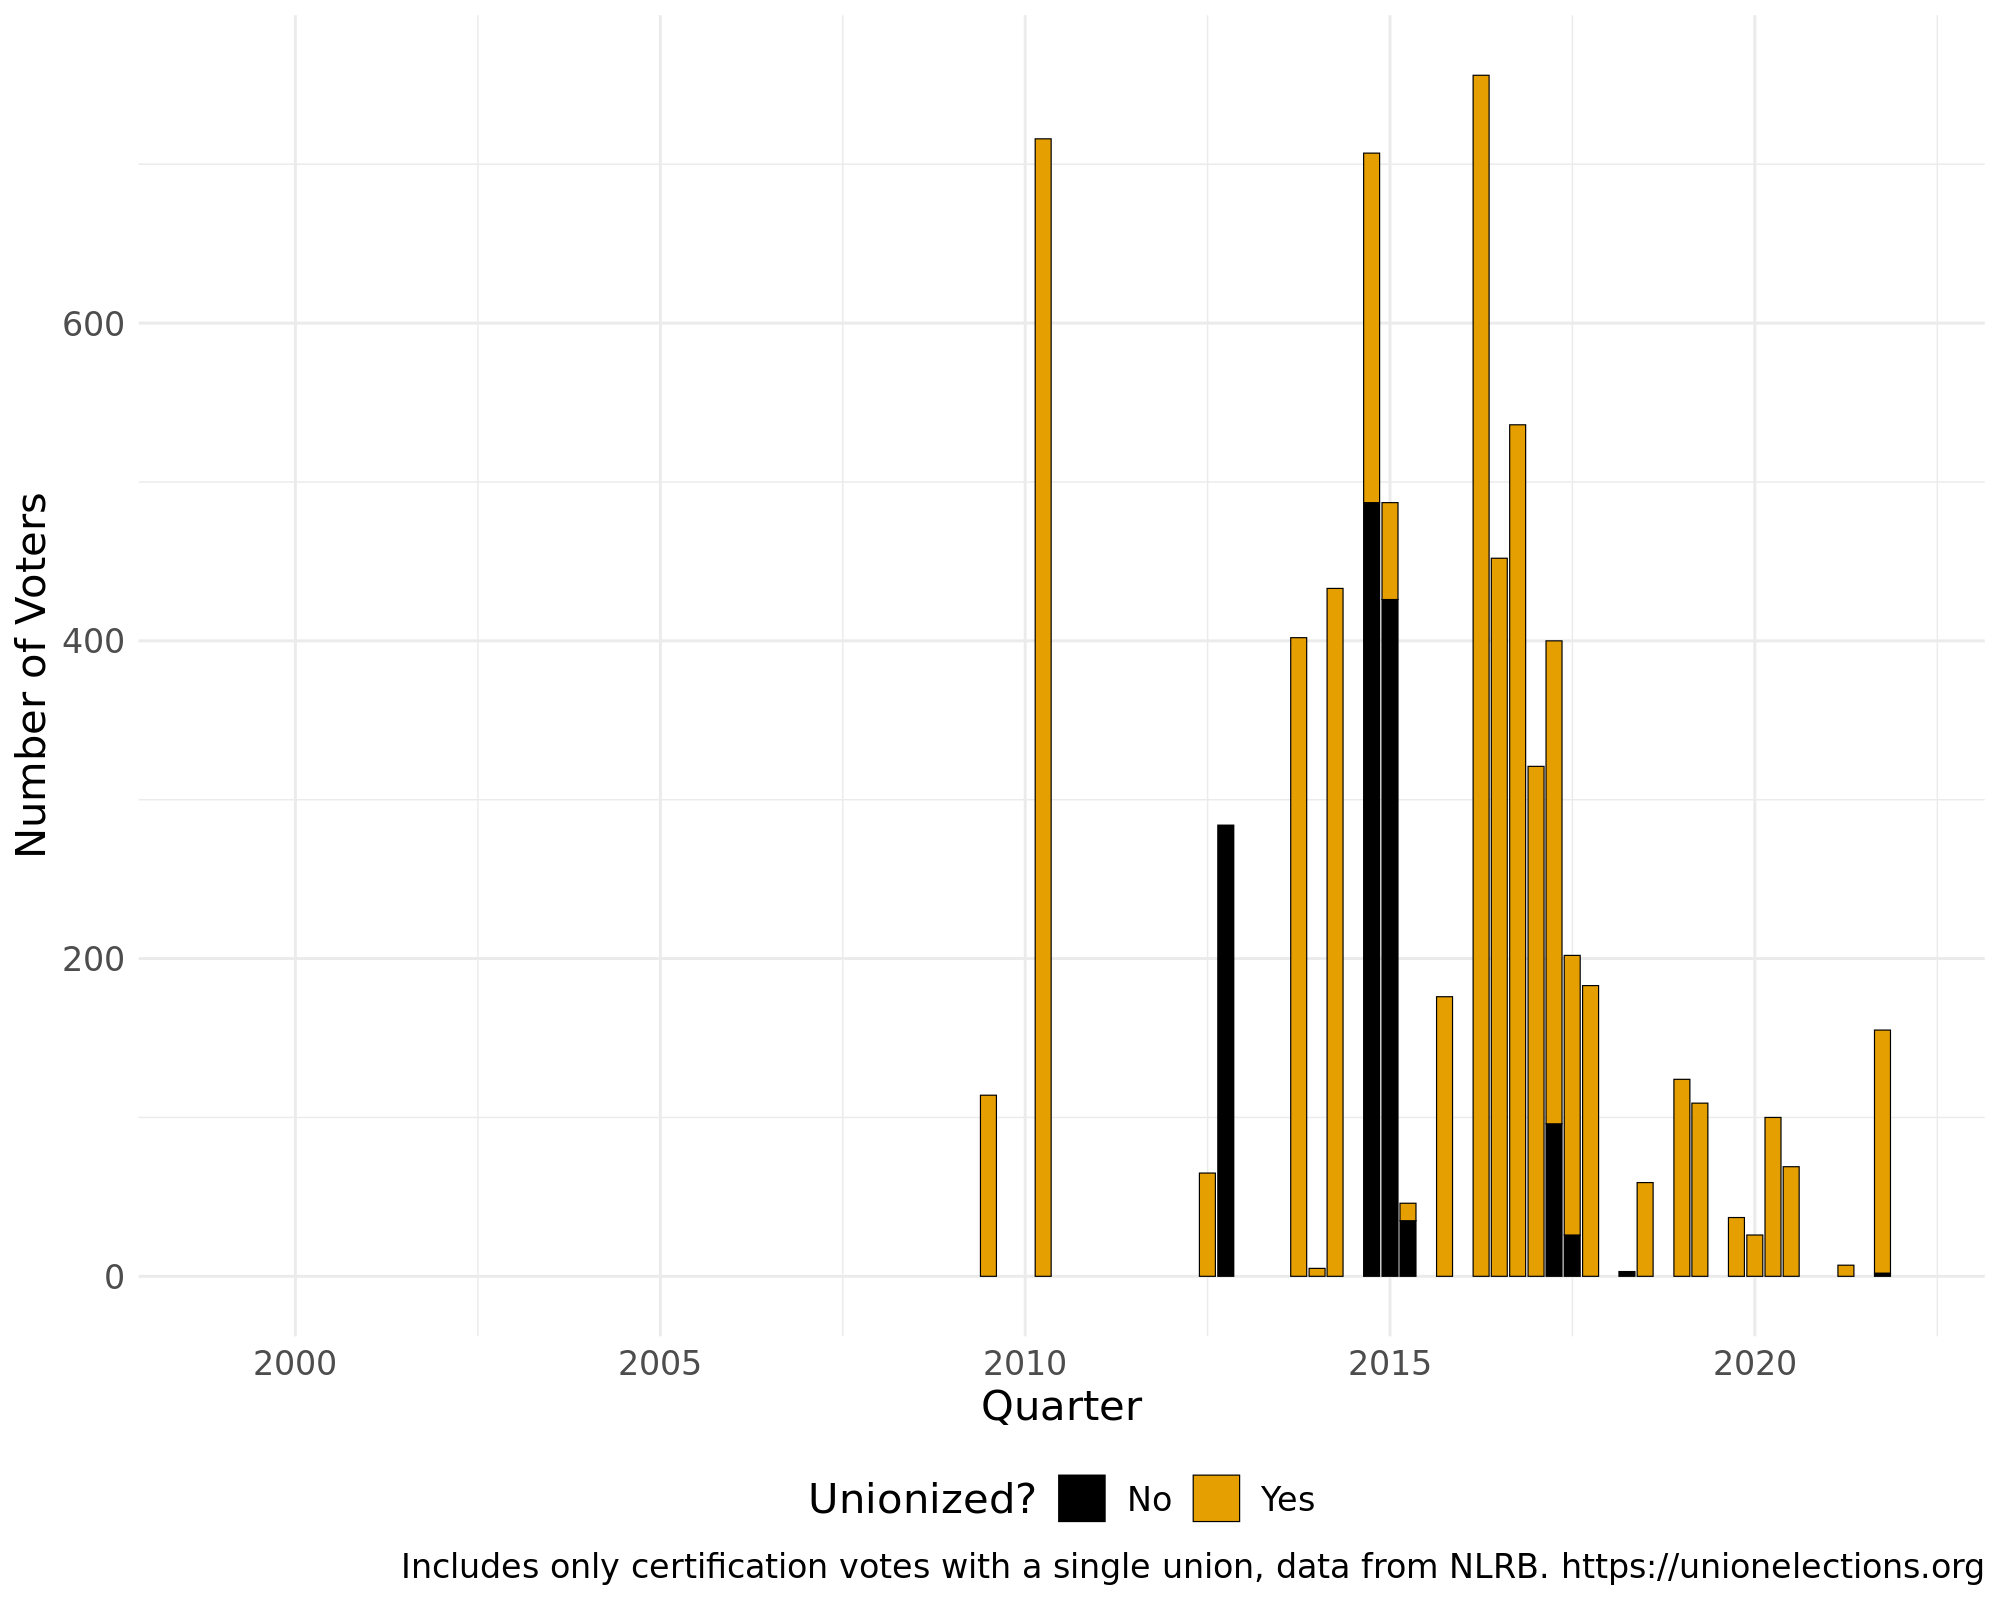 Number of Voters
600
400
200
0
2000 2005 2010 2015 2020
Quarter
Unionized? No Yes
Includes only certification votes with a single union, data from NLRB. https://unionelections.org